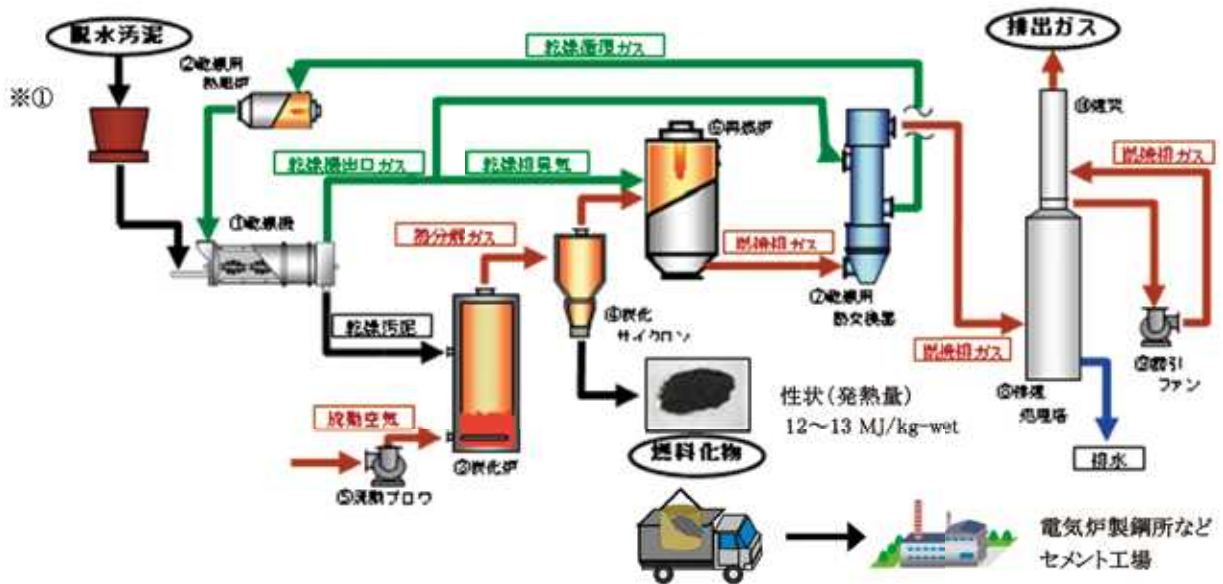 脱水汚泥
※①
②乾燥用
熱風炉
乾燥循環ガス
排出ガス
⑥再燃炉
⑩煙突
燃焼排ガス
乾燥機出口ガス
乾燥排臭気
①乾燥機
熱分解ガス
燃焼排ガス
④炭化
サイクロン
⑦乾燥用
熱交換器
乾燥汚泥
燃焼排ガス
⑨誘引
ファン
性状(発熱量)
12~13 MJ/kg-wet
⑧排煙
処理塔
流動空気
③炭化炉
燃料化物
排水
⑤流動ブロワ
電気炉製鋼所など
セメント工場